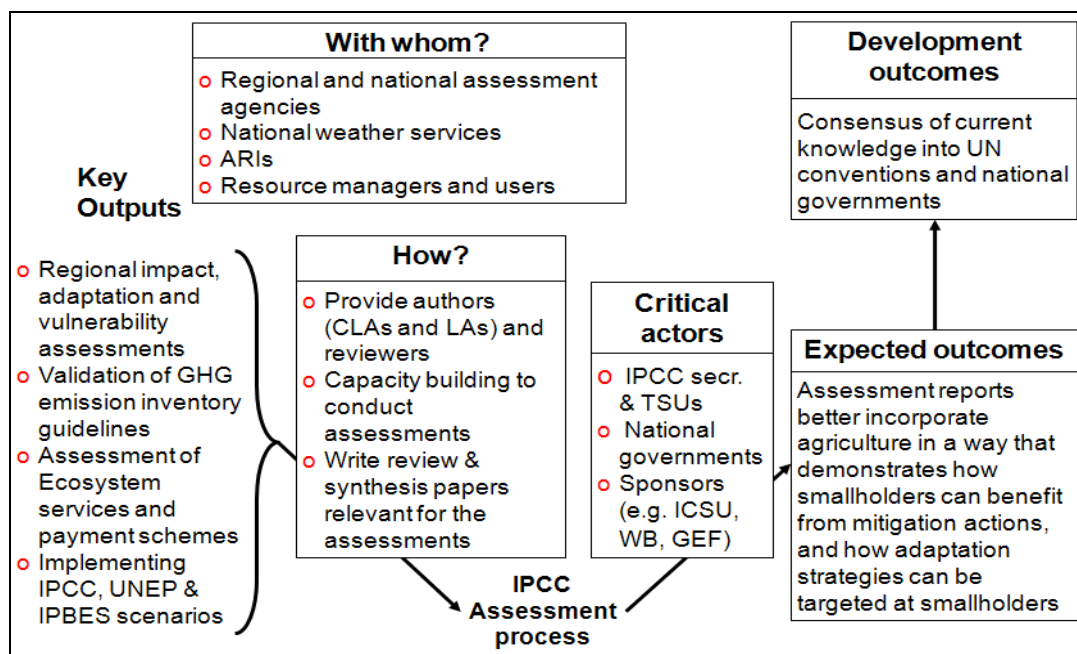 With whom?
o Regional and national assessment
agencies
o National weather services
o ARIs
o Resource managers and users
Key
Outputs
o Regional impact,
adaptation and
vulnerability
assessments
o Validation of GHG
emission inventory
guidelines
o Assessment of
Ecosystem
services and
payment schemes
o Implementing
IPCC, UNEP &
IPBES scenarios
How?
o Provide authors
(CLAs and LAs) and
reviewers
o Capacity building to
conduct
assessments
o Write review &
synthesis papers
relevant for the
assessments
IPCC
Assessment
process
Critical
actors
o IPCC secr.
& TSUs
o National
governments
o Sponsors
(e.g. ICSU,
WB, GEF)
Expected outcomes
Assessment reports
better incorporate
agriculture in a way that
demonstrates how
smallholders can benefit
from mitigation actions,
and how adaptation
strategies can be
targeted at smallholders
Development
outcomes
Consensus of current
knowledge into UN
conventions and national
governments